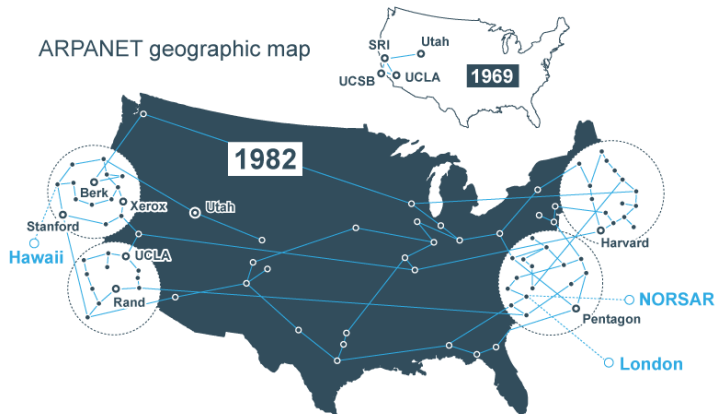 ARPANET geographic map
SRI
Utah
UCSB
UCLA
1969
1982
Berk
Xerox
Utah
Stanford
Hawaii
UCLA
Rand
Harvard
NORSAR
Pentagon
London